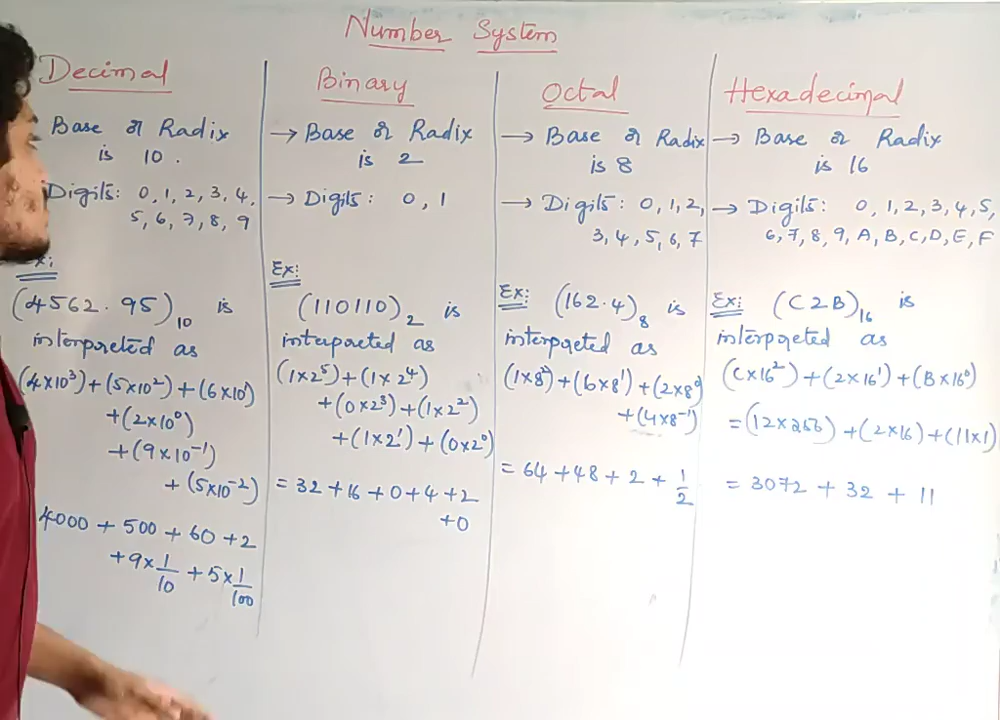 Number System
Decimal
Base or Radix
is 10.
Digits: 0, 1, 2, 3, 4,
5, 6, 7, 8, 9
Ex:
(4562.95)₁₀ is
interpreted as
(4×10³)+(5×10²)+(6×10¹)
+(2×10⁰)
+(9×10⁻¹)
+(5×10⁻²)
4000 + 500 + 60 + 2
+9×1/10 + 5×1/100
Binary
→ Base or Radix
is 2
→ Digits: 0, 1
Ex:
(110110)₂ is
interpreted as
(1×2⁵)+(1×2⁴)
+(0×2³)+(1×2²)
+(1×2¹)+(0×2⁰)
= 32 + 16 + 0 + 4 + 2
+0
Octal
→ Base or Radix
is 8
→ Digits: 0, 1, 2,
3, 4, 5, 6, 7
Ex: (162.4)₈ is
interpreted as
(1×8²)+(6×8¹)+(2×8⁰)
+(4×8⁻¹)
= 64 + 48 + 2 + 1/2
Hexadecimal
→ Base or Radix
is 16
→ Digits: 0, 1, 2, 3, 4, 5,
6, 7, 8, 9, A, B, C, D, E, F
Ex: (C2B)₁₆ is
interpreted as
(C×16²)+(2×16¹)+(B×16⁰)
= (12×256)+(2×16)+(11×1)
= 3072 + 32 + 11